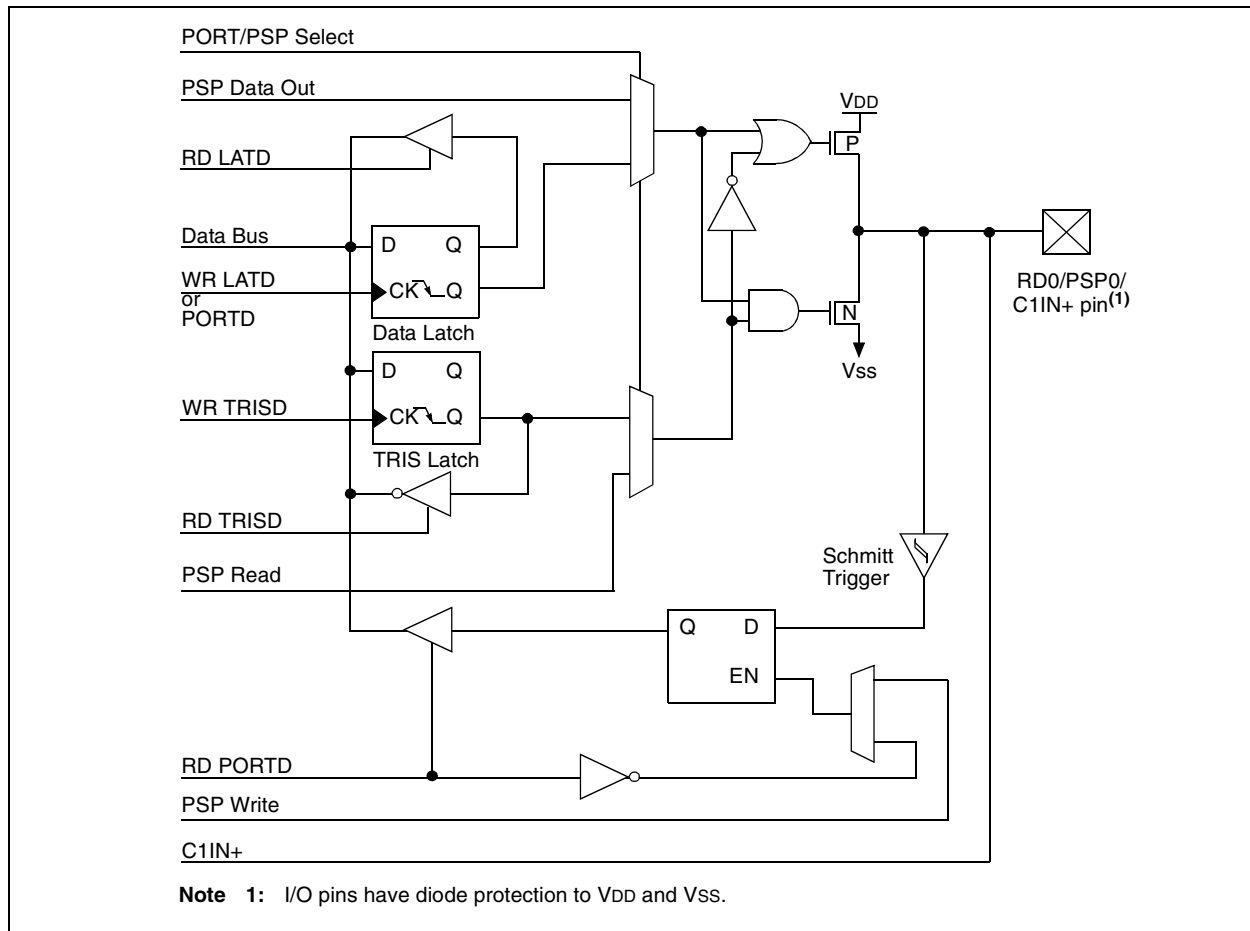 PORT/PSP Select
PSP Data Out
VDD
RD LATD
P
Data Bus
D Q
WR LATD
or
PORTD
CK Q
Data Latch
N
RD0/PSP0/
C1IN+ pin(1)
Vss
D Q
WR TRISD
CK Q
TRIS Latch
RD TRISD
Schmitt
Trigger
PSP Read
Q D
EN
RD PORTD
PSP Write
C1IN+
Note 1: I/O pins have diode protection to VDD and VSS.